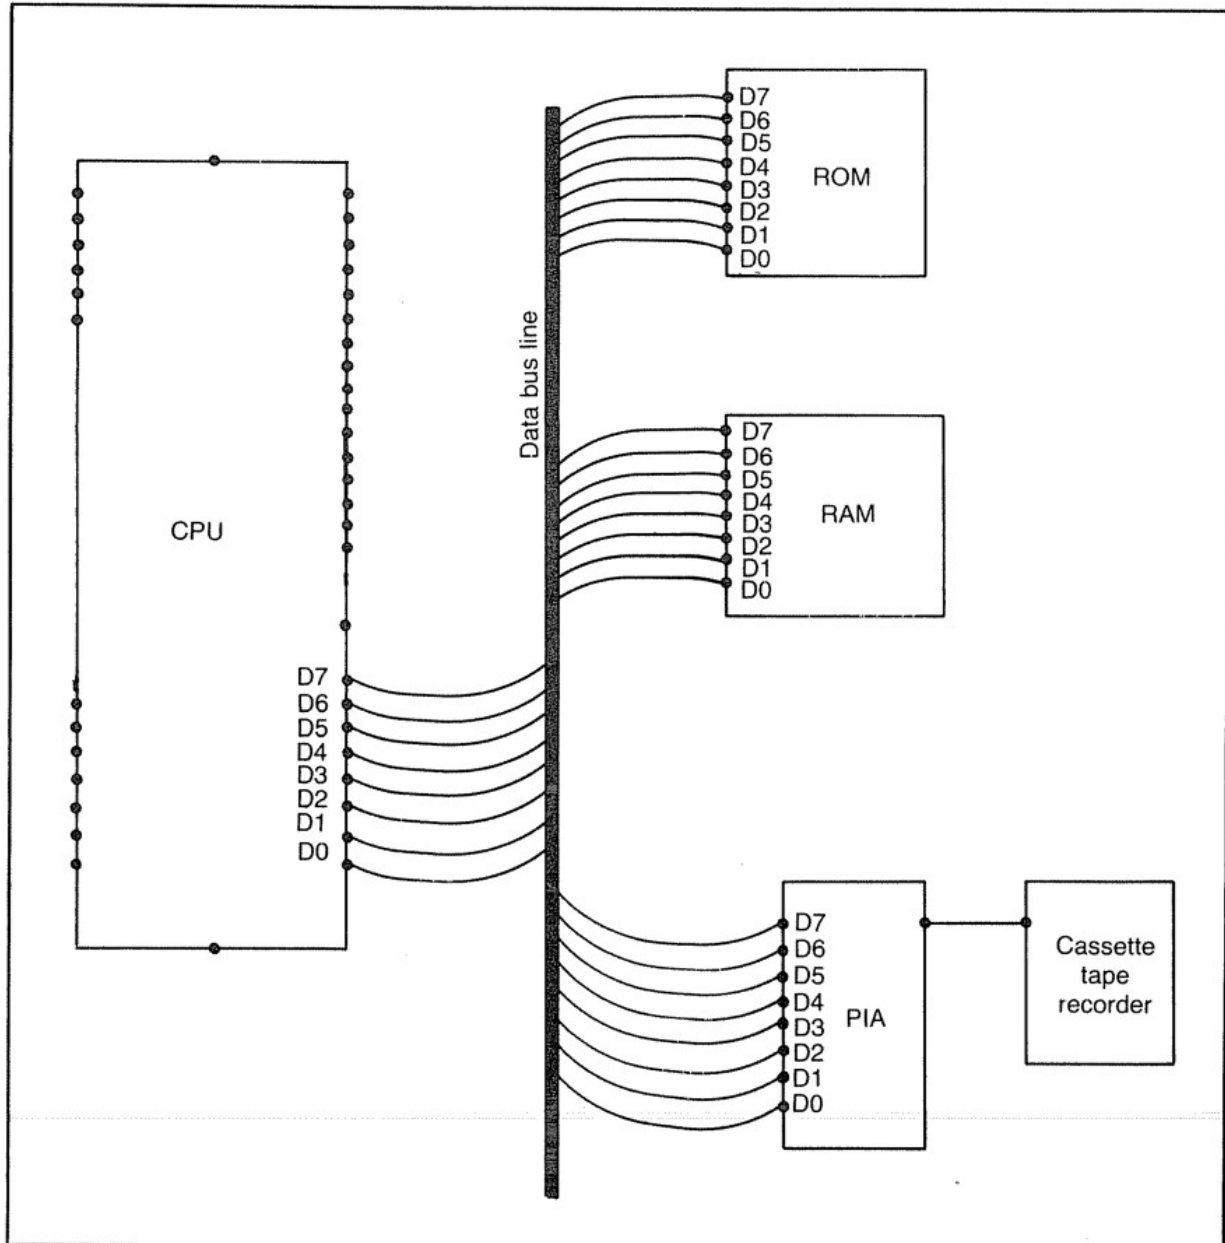 D7
D6
D5
D4
D3
D2
D1
D0
ROM
Data bus line
D7
D6
D5
D4
D3
D2
D1
D0
RAM
CPU
D7
D6
D5
D4
D3
D2
D1
D0
D7
D6
D5
D4
D3
D2
D1
D0
PIA
Cassette
tape
recorder